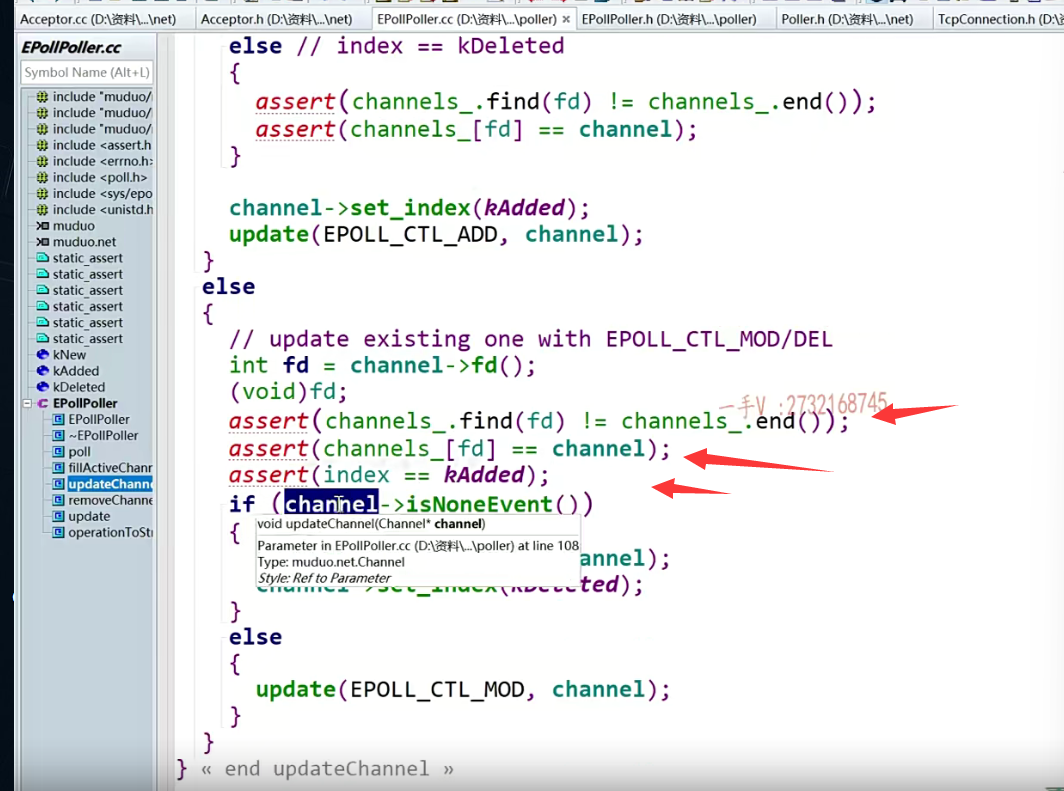 Acceptor.cc (D:\资料\...\net)
Acceptor.h (D:\资料\...\net)
EPollPoller.cc (D:\资料\...\poller) ×
EPollPoller.h (D:\资料\...\poller)
Poller.h (D:\资料\...\net)
TcpConnection.h (D:\资
EPollPoller.cc
Symbol Name (Alt+L)
include "muduo/
include "muduo/
include "muduo/
include <assert.h
include <errno.h>
include <poll.h>
include <sys/epo
include <unistd.h
muduo
muduo.net
static_assert
static_assert
static_assert
static_assert
static_assert
static_assert
kNew
kAdded
kDeleted
EPollPoller
EPollPoller
~EPollPoller
poll
fillActiveChanr
updateChanne
removeChanne
update
operationToStr
else // index == kDeleted
{
assert(channels_.find(fd) != channels_.end());
assert(channels_[fd] == channel);
}
channel->set_index(kAdded);
update(EPOLL_CTL_ADD, channel);
}
else
{
// update existing one with EPOLL_CTL_MOD/DEL
int fd = channel->fd();
(void)fd;
一手V :2732168745
assert(channels_.find(fd) != channels_.end());
assert(channels_[fd] == channel);
assert(index == kAdded);
if (channel->isNoneEvent())
{
void updateChannel(Channel* channel)
Parameter in EPollPoller.cc (D:\资料\...\poller) at line 108
Type: muduo.net.Channel
Style: Ref to Parameter
annel);
channel->set_index(kDeleted);
}
else
{
update(EPOLL_CTL_MOD, channel);
}
}
} « end updateChannel »